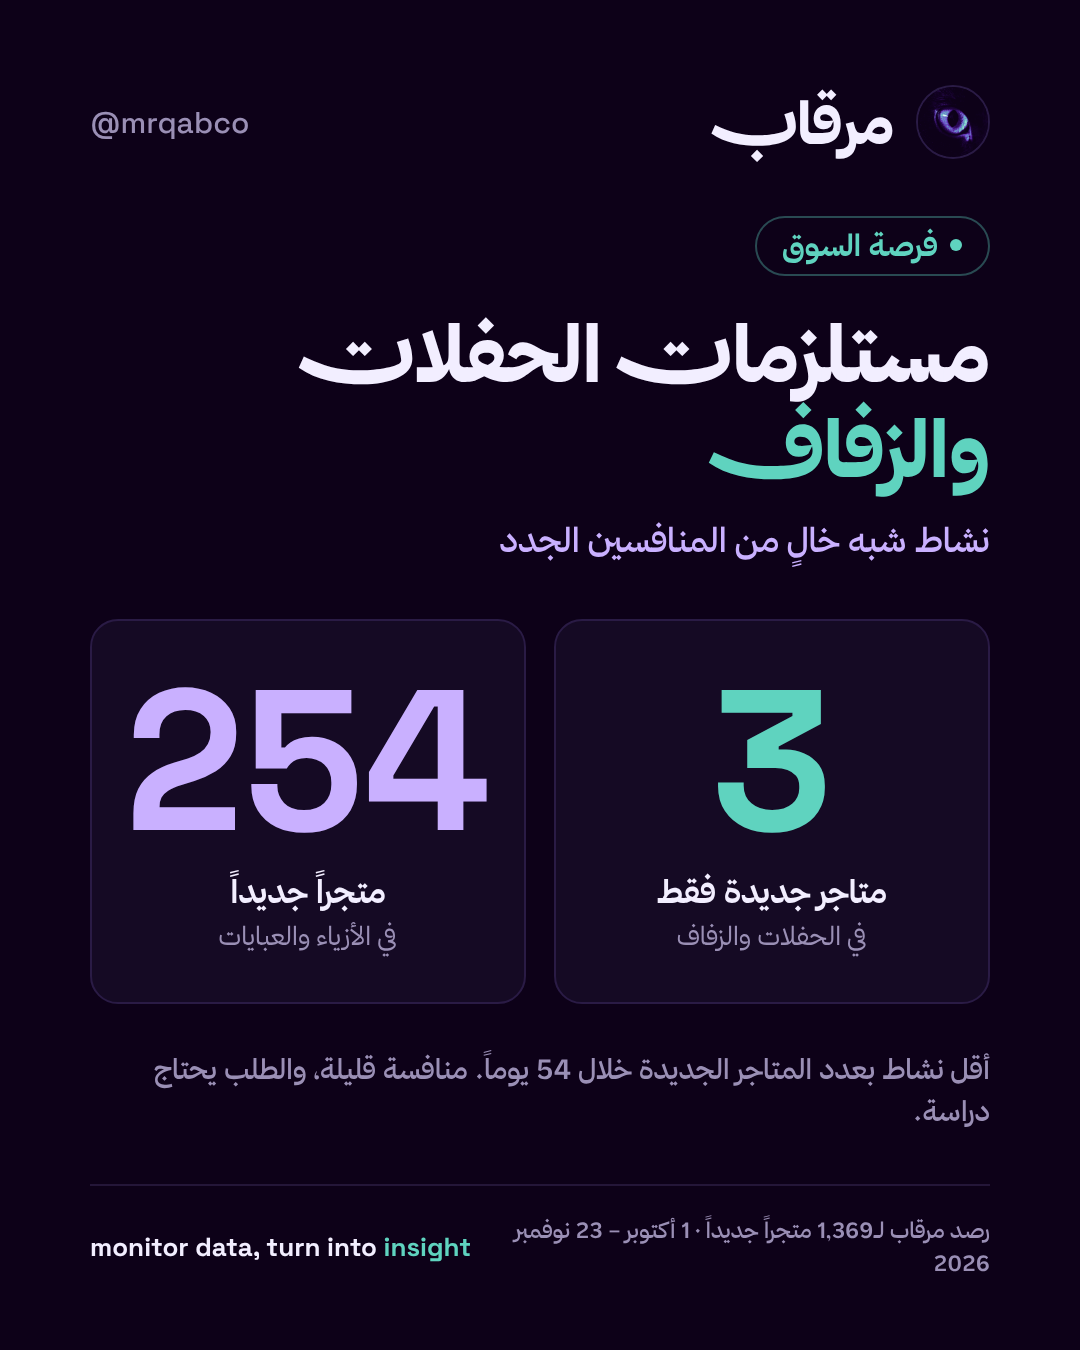 مرقاب
@mrqabco
فرصة السوق
مستلزمات الحفلات
والزفاف
نشاط شبه خالٍ من المنافسين الجدد
3
متاجر جديدة فقط
في الحفلات والزفاف
254
متجراً جديداً
في الأزياء والعبايات
أقل نشاط بعدد المتاجر الجديدة خلال 54 يوماً. منافسة قليلة، والطلب يحتاج
دراسة.
رصد مرقاب لـ1,369 متجراً جديداً · 1 أكتوبر – 23 نوفمبر
2026
monitor data, turn into insight